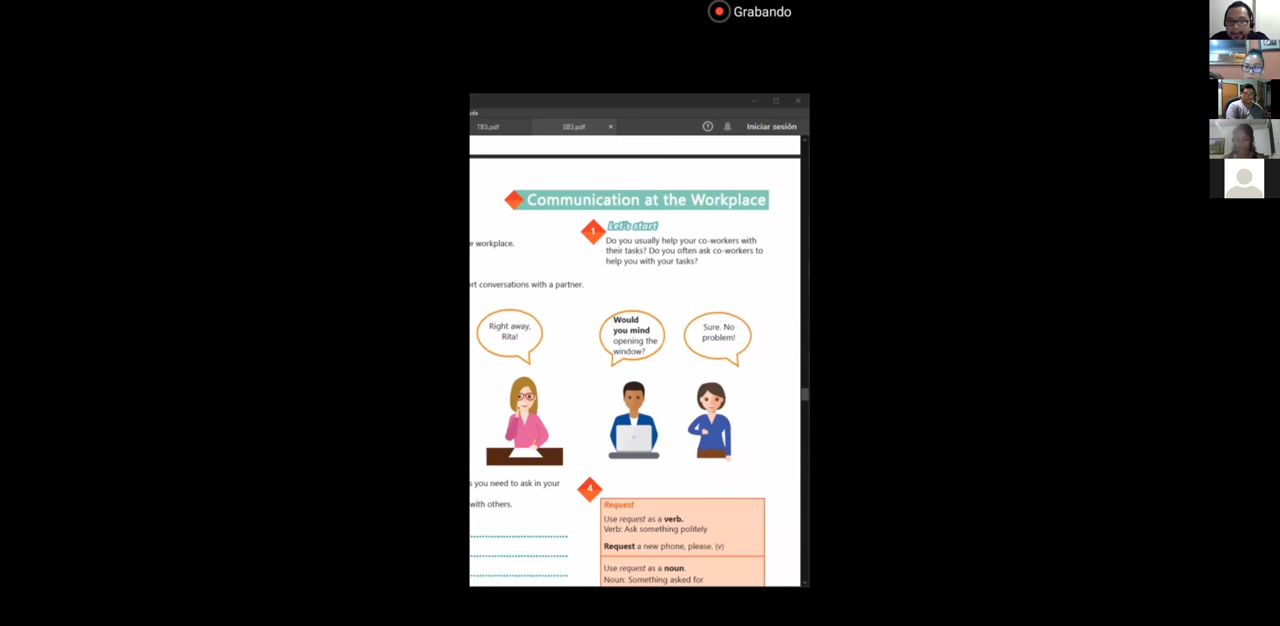 Grabando
TB3.pdf
SB3.pdf
Iniciar sesión
Communication at the Workplace
1
Let's start
Do you usually help your co-workers with
their tasks? Do you often ask co-workers to
help you with your tasks?
e workplace.
rt conversations with a partner.
Right away,
Rita!
Would
you mind
opening the
window?
Sure. No
problem!
s you need to ask in your
with others.
4
Request
Use request as a verb.
Verb: Ask something politely
Request a new phone, please. (v)
Use request as a noun.
Noun: Something asked for